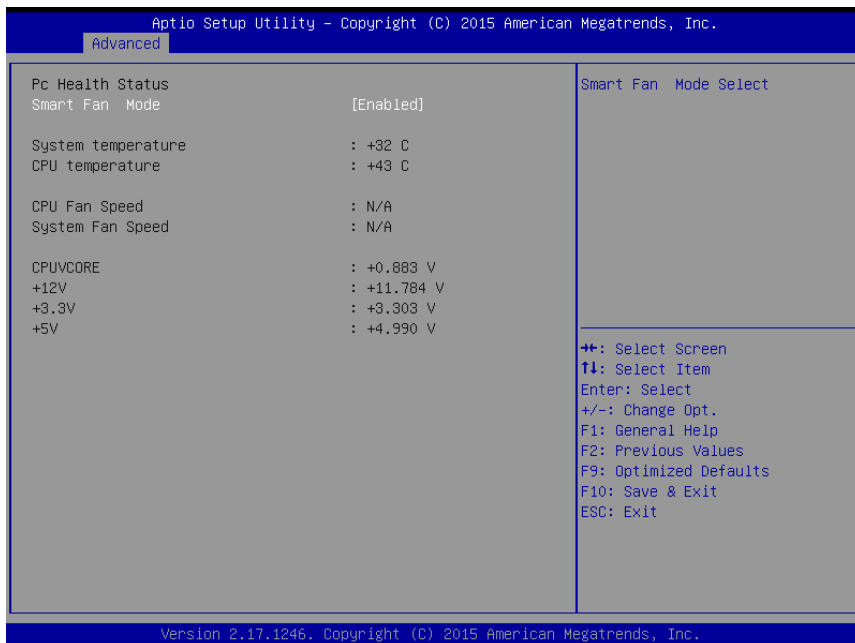 Aptio Setup Utility – Copyright (C) 2015 American Megatrends, Inc.
Advanced
Pc Health Status
Smart Fan  Mode [Enabled]
System temperature : +32 C
CPU temperature : +43 C
CPU Fan Speed : N/A
System Fan Speed : N/A
CPUVCORE : +0.883 V
+12V : +11.784 V
+3.3V : +3.303 V
+5V : +4.990 V
Smart Fan  Mode Select
→←: Select Screen
↑↓: Select Item
Enter: Select
+/-: Change Opt.
F1: General Help
F2: Previous Values
F9: Optimized Defaults
F10: Save & Exit
ESC: Exit
Version 2.17.1246. Copyright (C) 2015 American Megatrends, Inc.